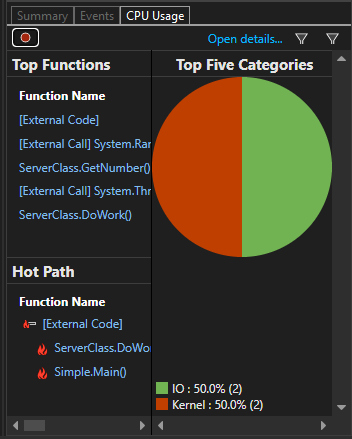 Summary Events CPU Usage
Open details...
Top Functions
Function Name
[External Code]
[External Call] System.Ran
ServerClass.GetNumber()
[External Call] System.Thr
ServerClass.DoWork()
Hot Path
Function Name
[External Code]
ServerClass.DoWo
Simple.Main()
Top Five Categories
IO : 50.0% (2)
Kernel : 50.0% (2)